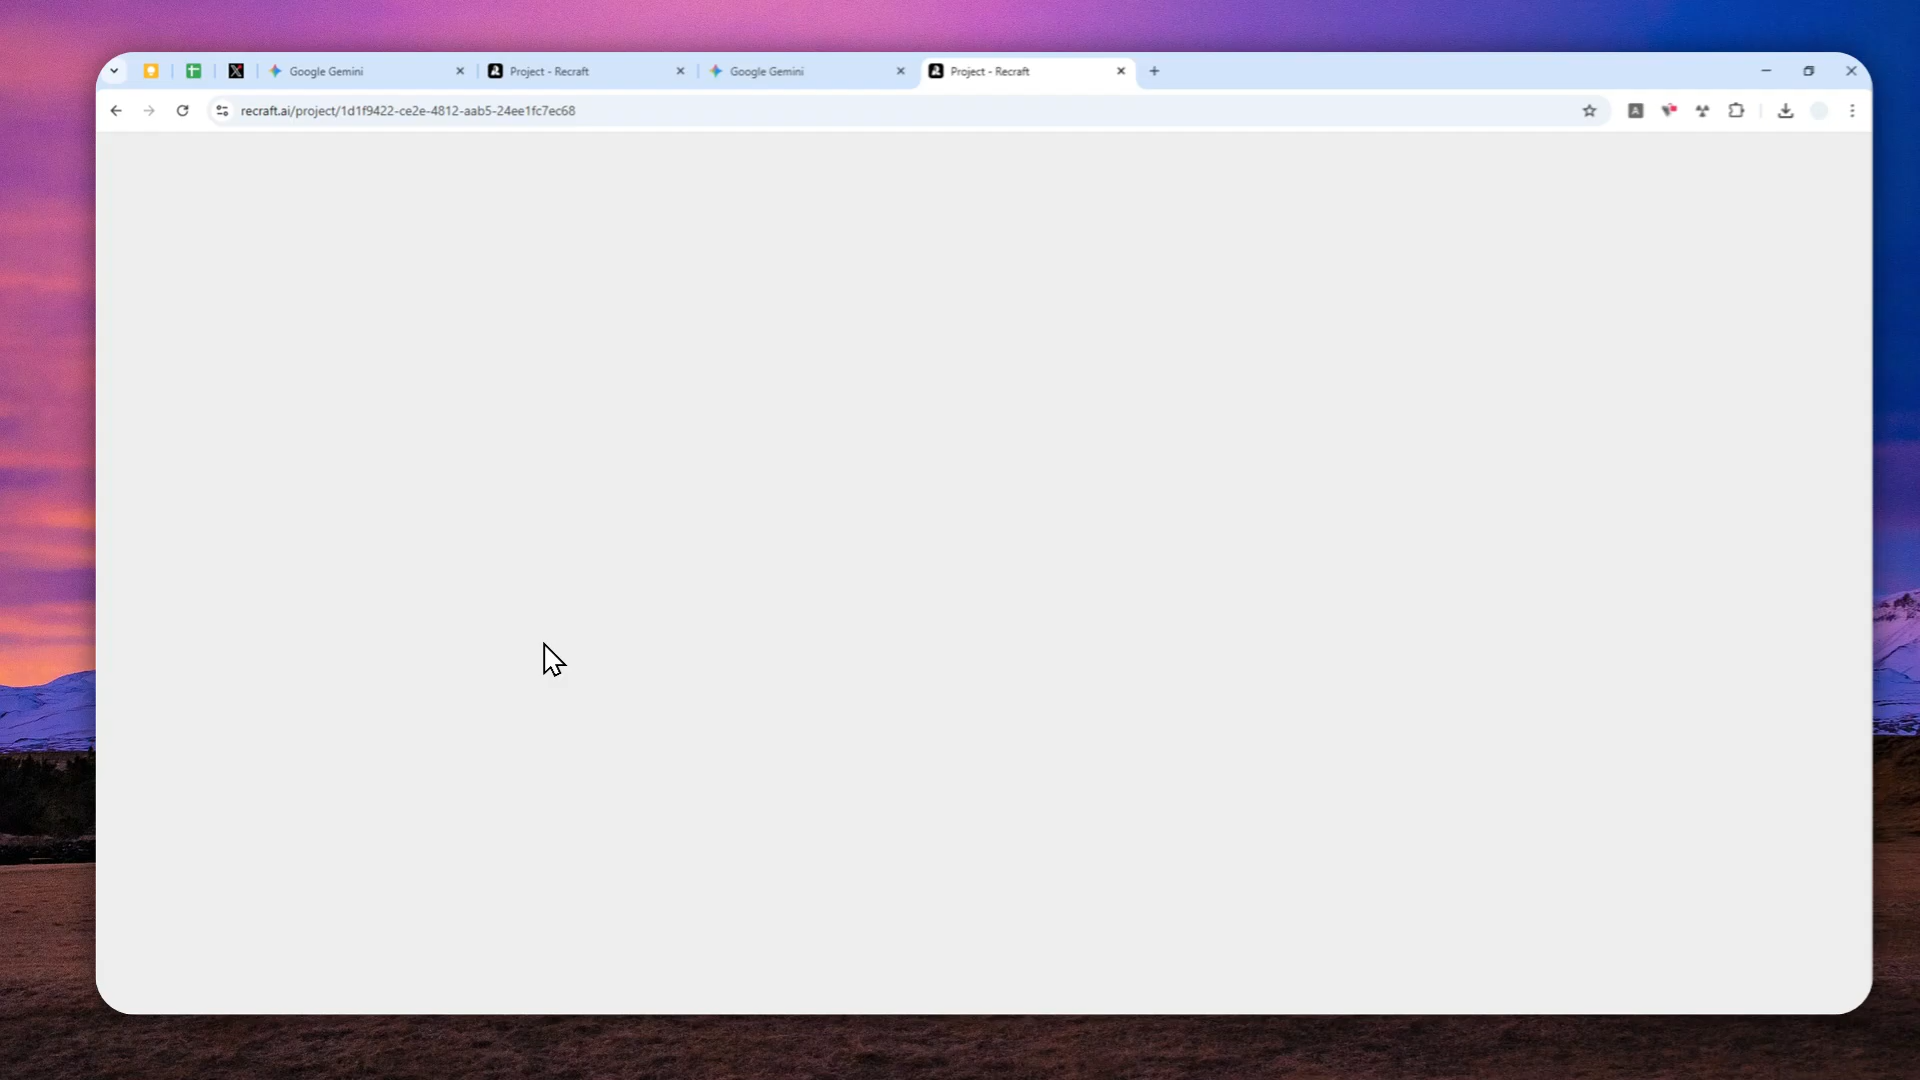 Google Gemini
Project - Recraft
Google Gemini
Project - Recraft
recraft.ai/project/1d1f9422-ce2e-4812-aab5-24ee1fc7ec68
A